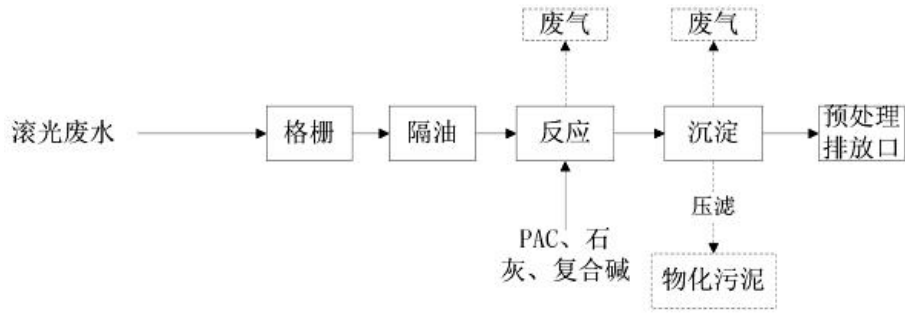 废气
废气
滚光废水
格栅
隔油
反应
沉淀
预处理
排放口
压滤
PAC、石
灰、复合碱
物化污泥